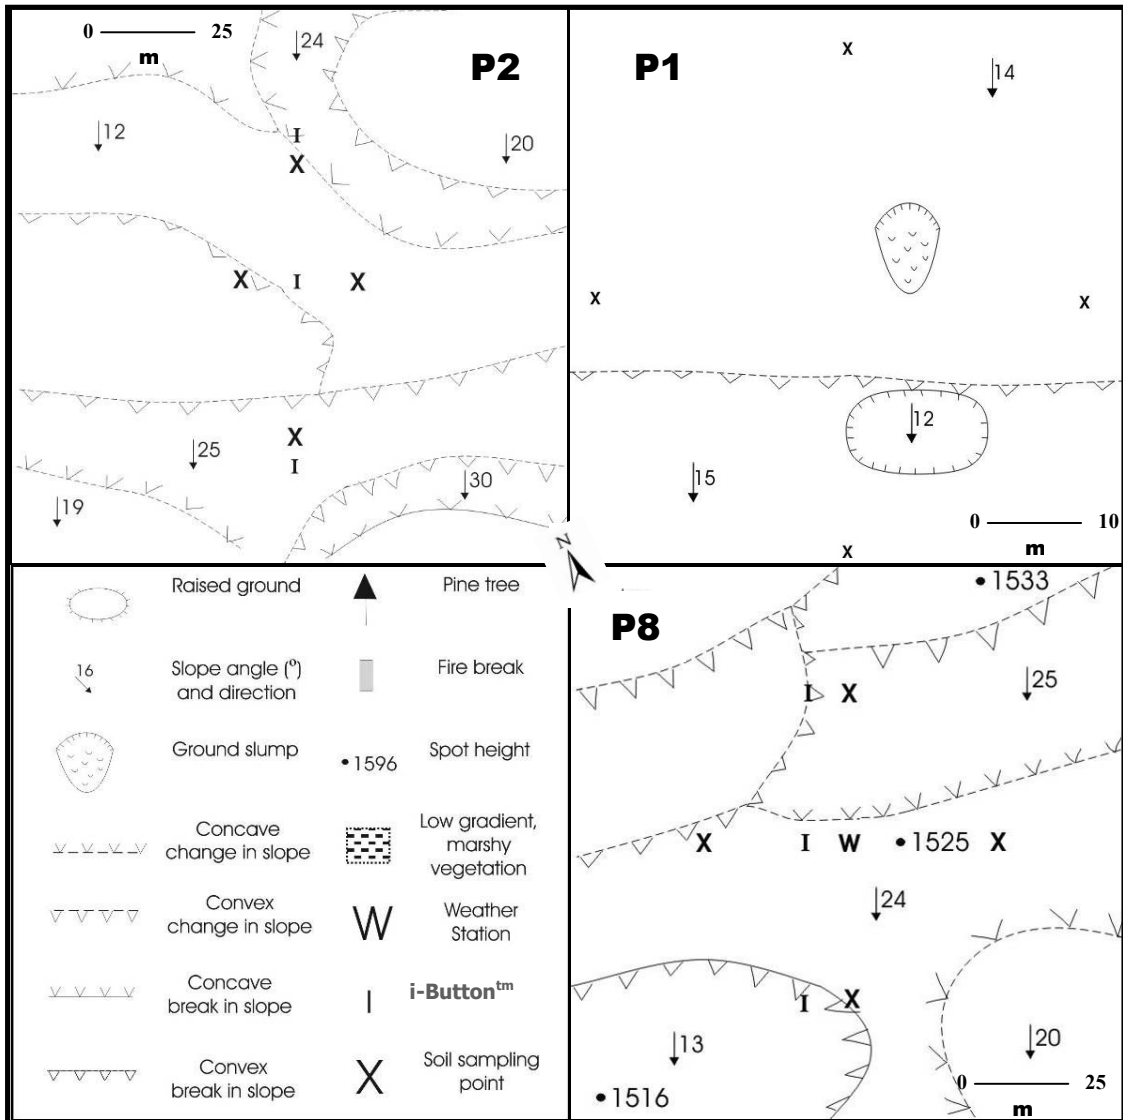 0 25
m
P2
24
12
20
I
X
X I X
25
X
I
19
30
P1
X
14
X X
12
15
0 10
m
X
N
Raised ground
Pine tree
16
Slope angle (°)
and direction
Fire break
Ground slump
1596
Spot height
Concave
change in slope
Low gradient,
marshy
vegetation
Convex
change in slope
W
Weather
Station
Concave
break in slope
I
i-Button™
Convex
break in slope
X
Soil sampling
point
P8
1533
I X
25
X I W 1525 X
24
I X
13
20
0 25
m
1516